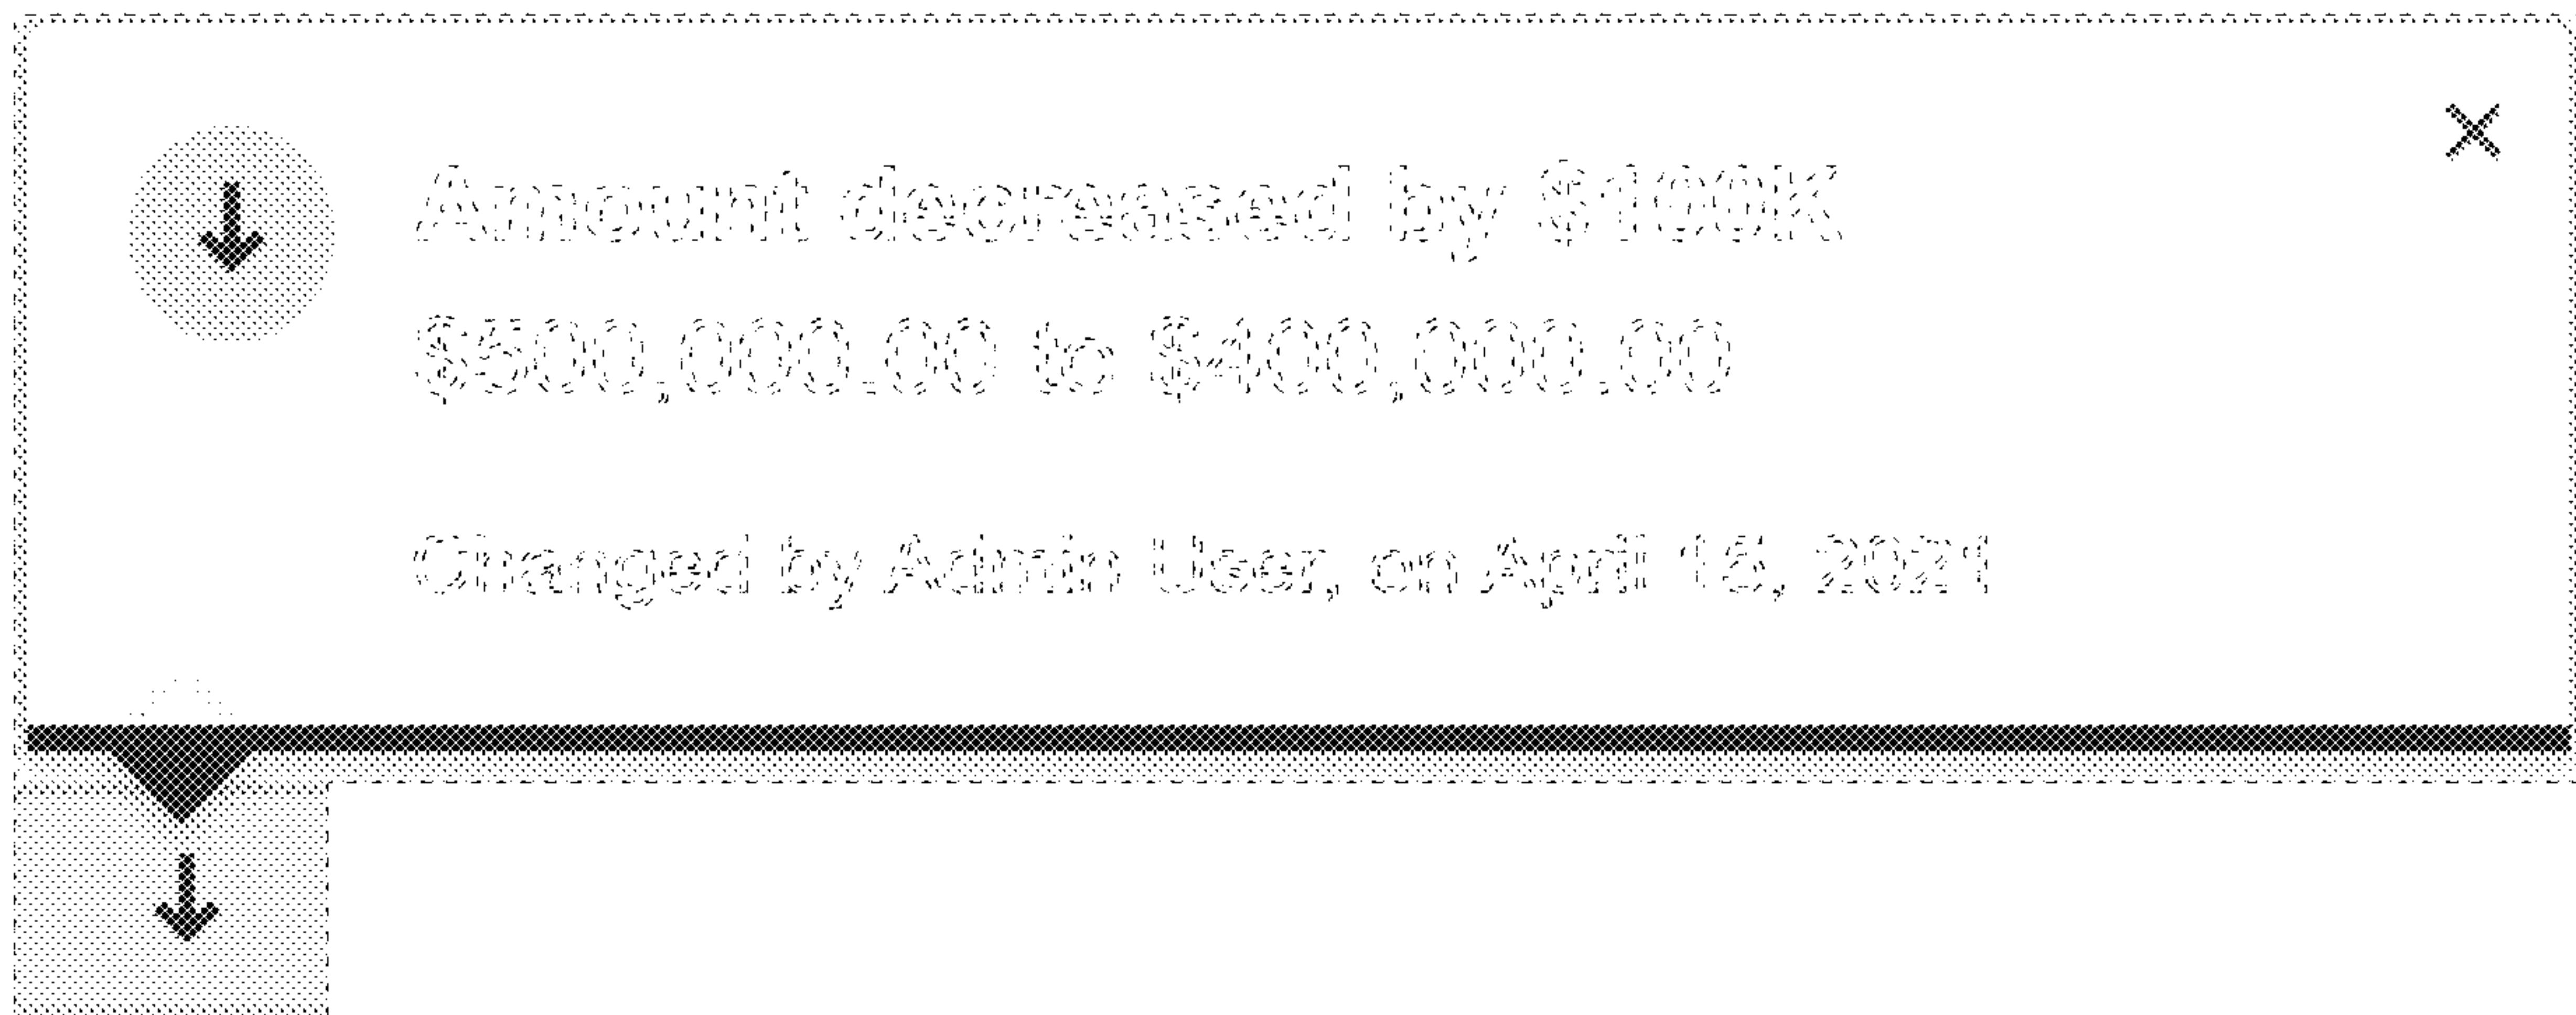 Amount decreased by $100K
$500,000.00 to $400,000.00
Changed by Admin User, on April 15, 2021